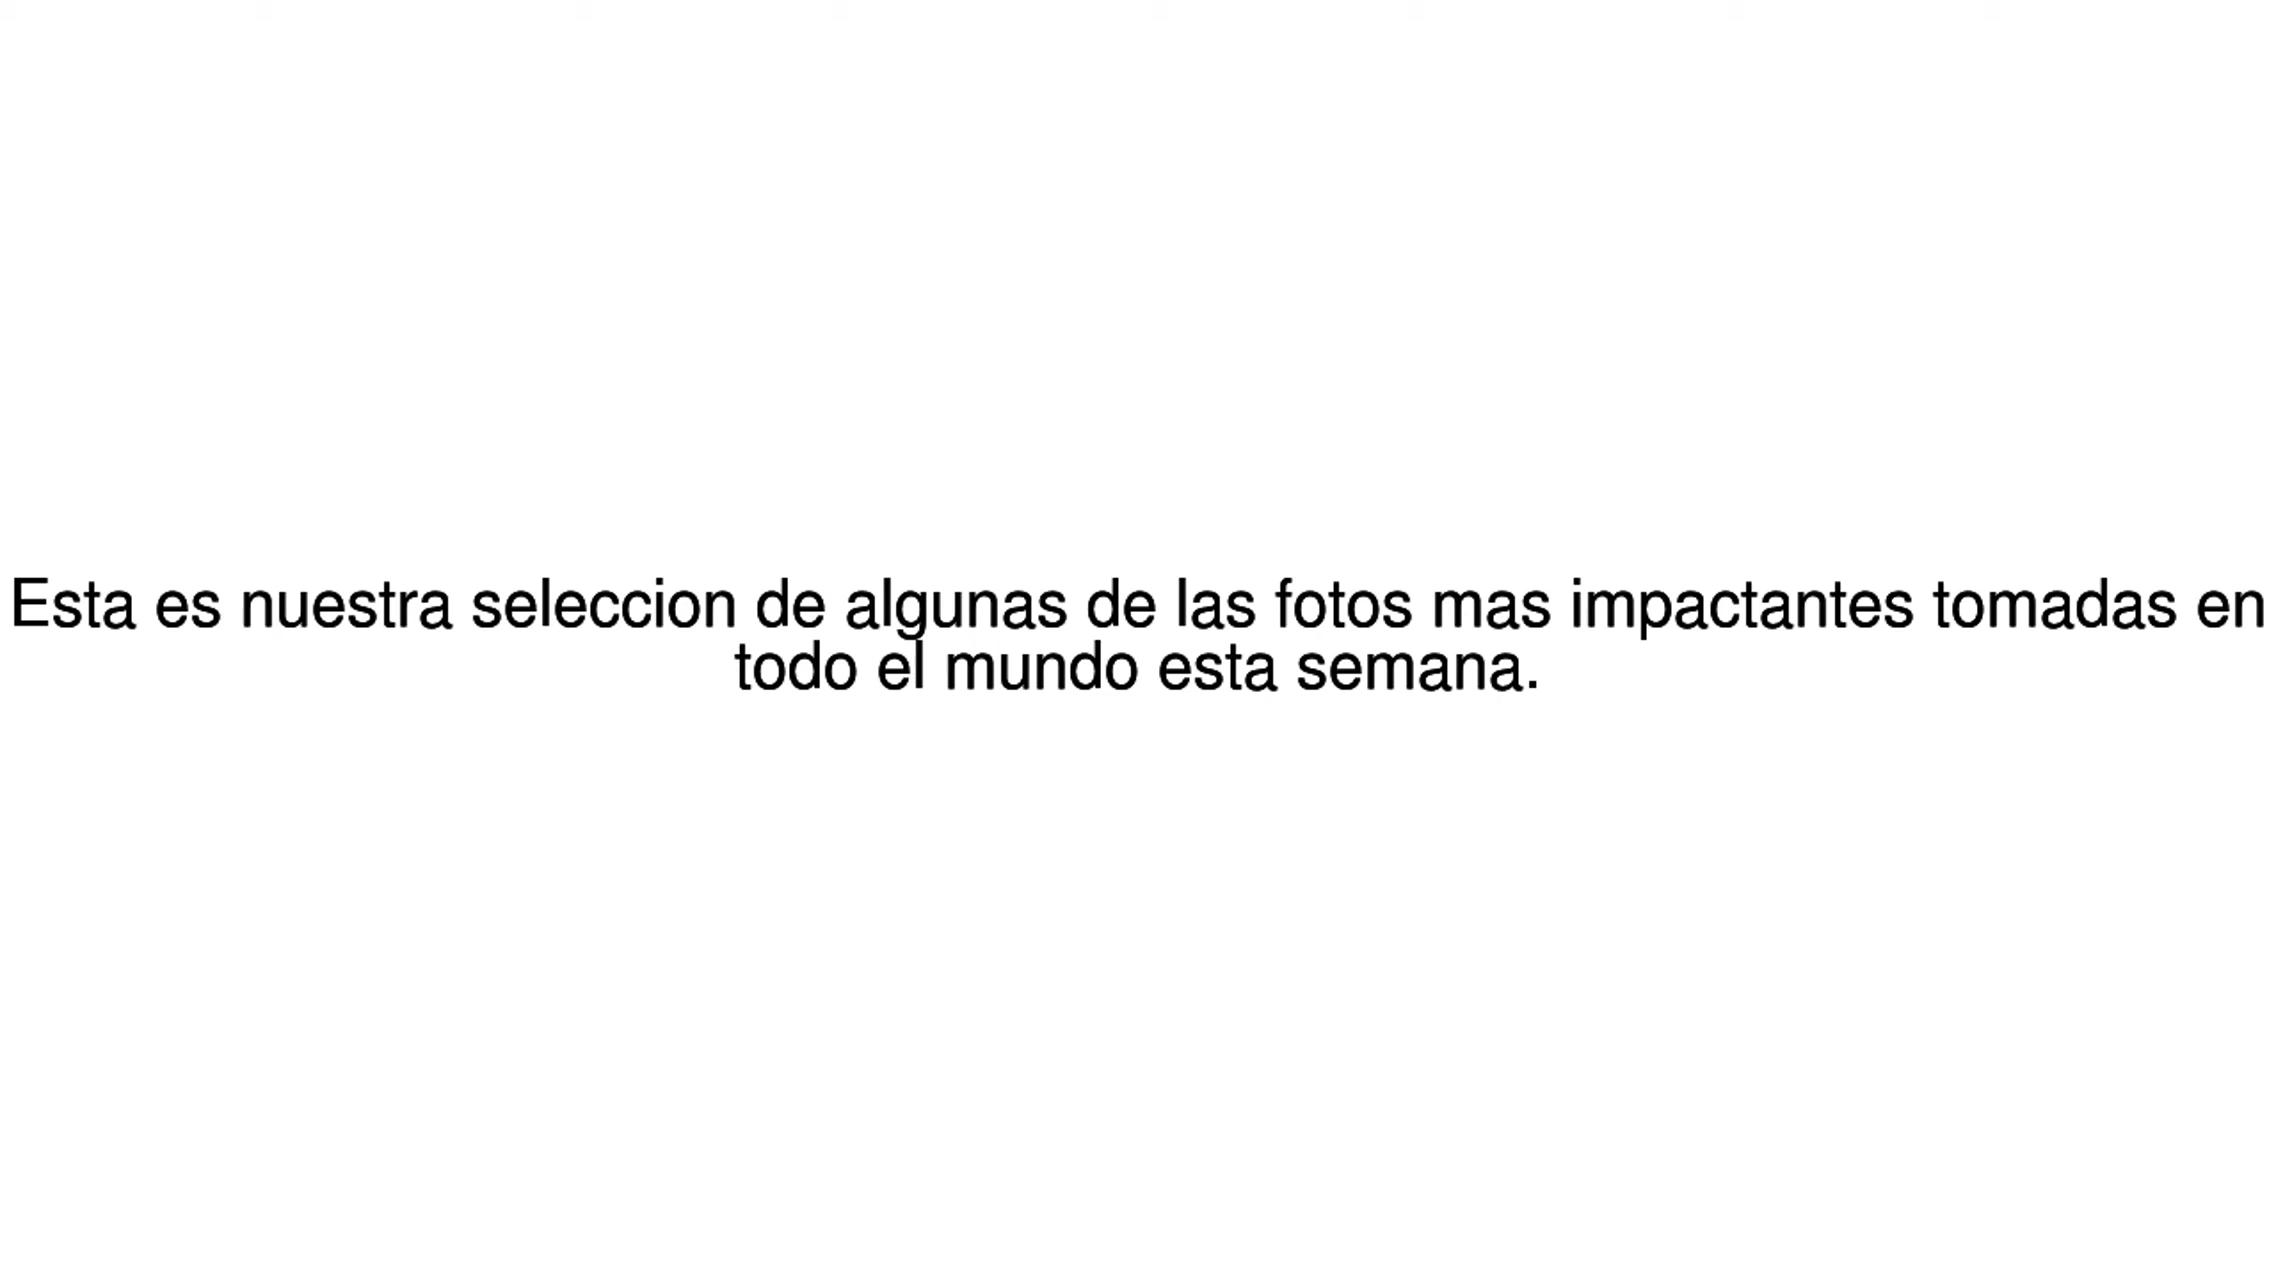 Esta es nuestra seleccion de algunas de las fotos mas impactantes tomadas en
todo el mundo esta semana.